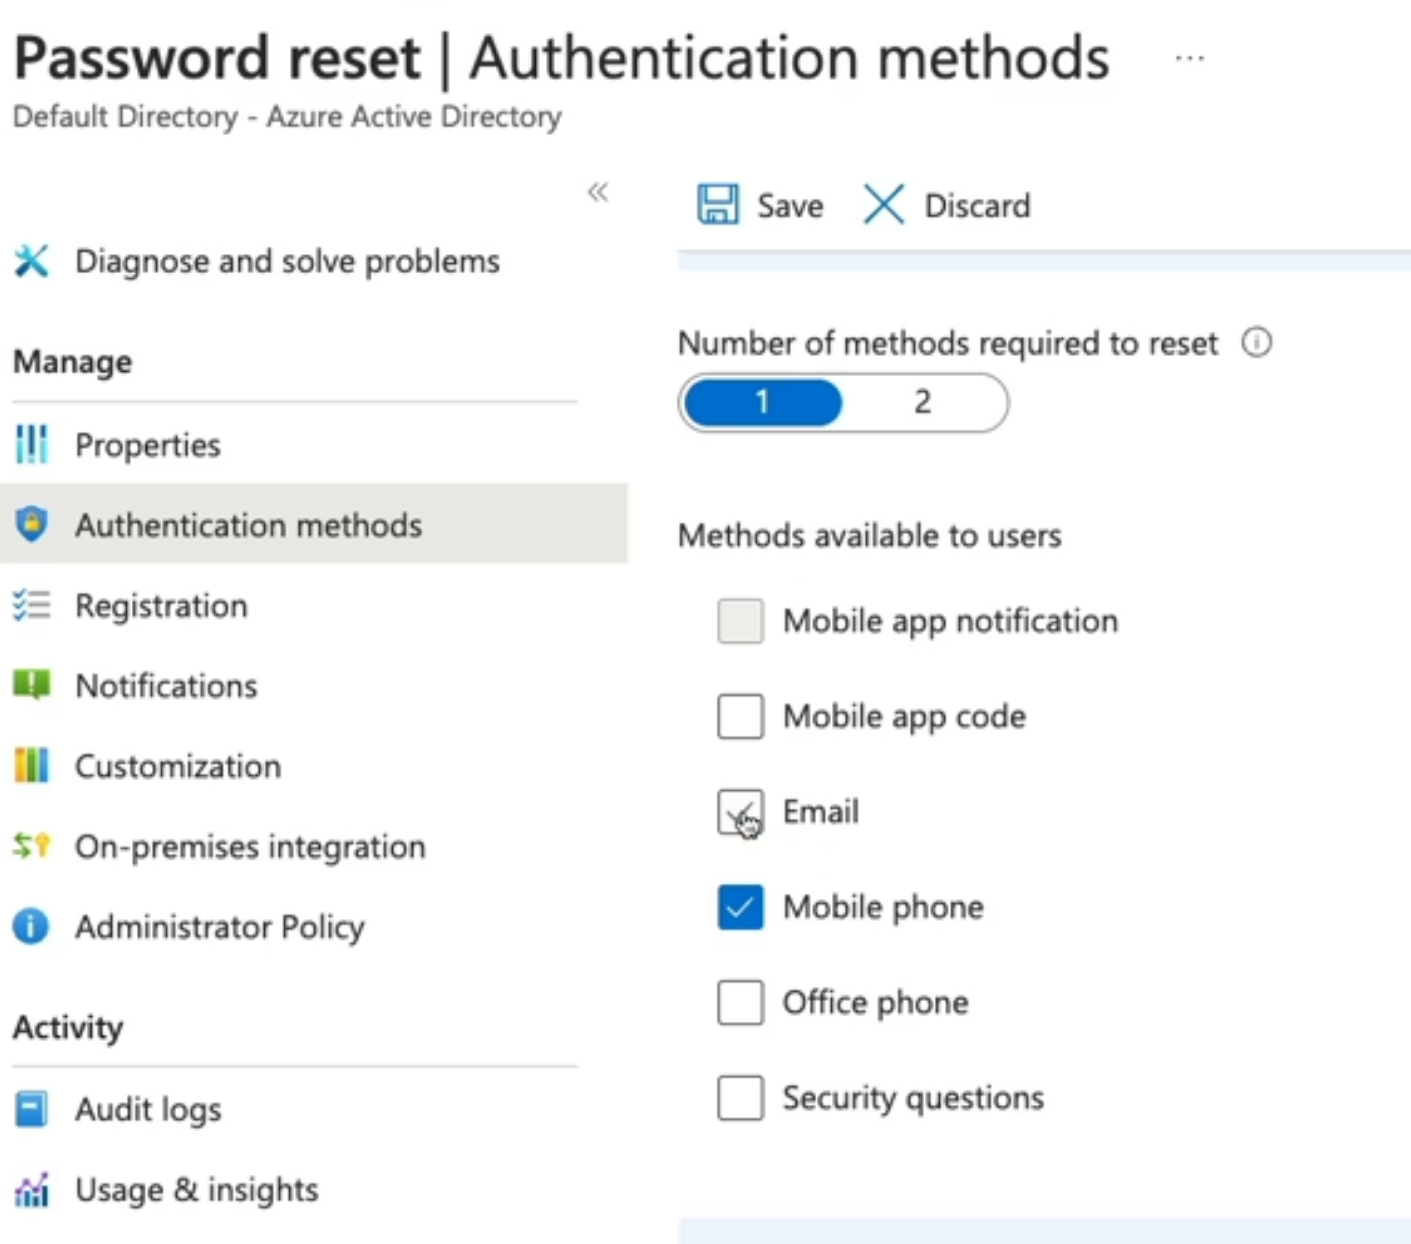 Password reset | Authentication methods ...
Default Directory - Azure Active Directory
Diagnose and solve problems
Manage
Properties
Authentication methods
Registration
Notifications
Customization
On-premises integration
Administrator Policy
Activity
Audit logs
Usage & insights
Save Discard
Number of methods required to reset
1 2
Methods available to users
Mobile app notification
Mobile app code
Email
Mobile phone
Office phone
Security questions